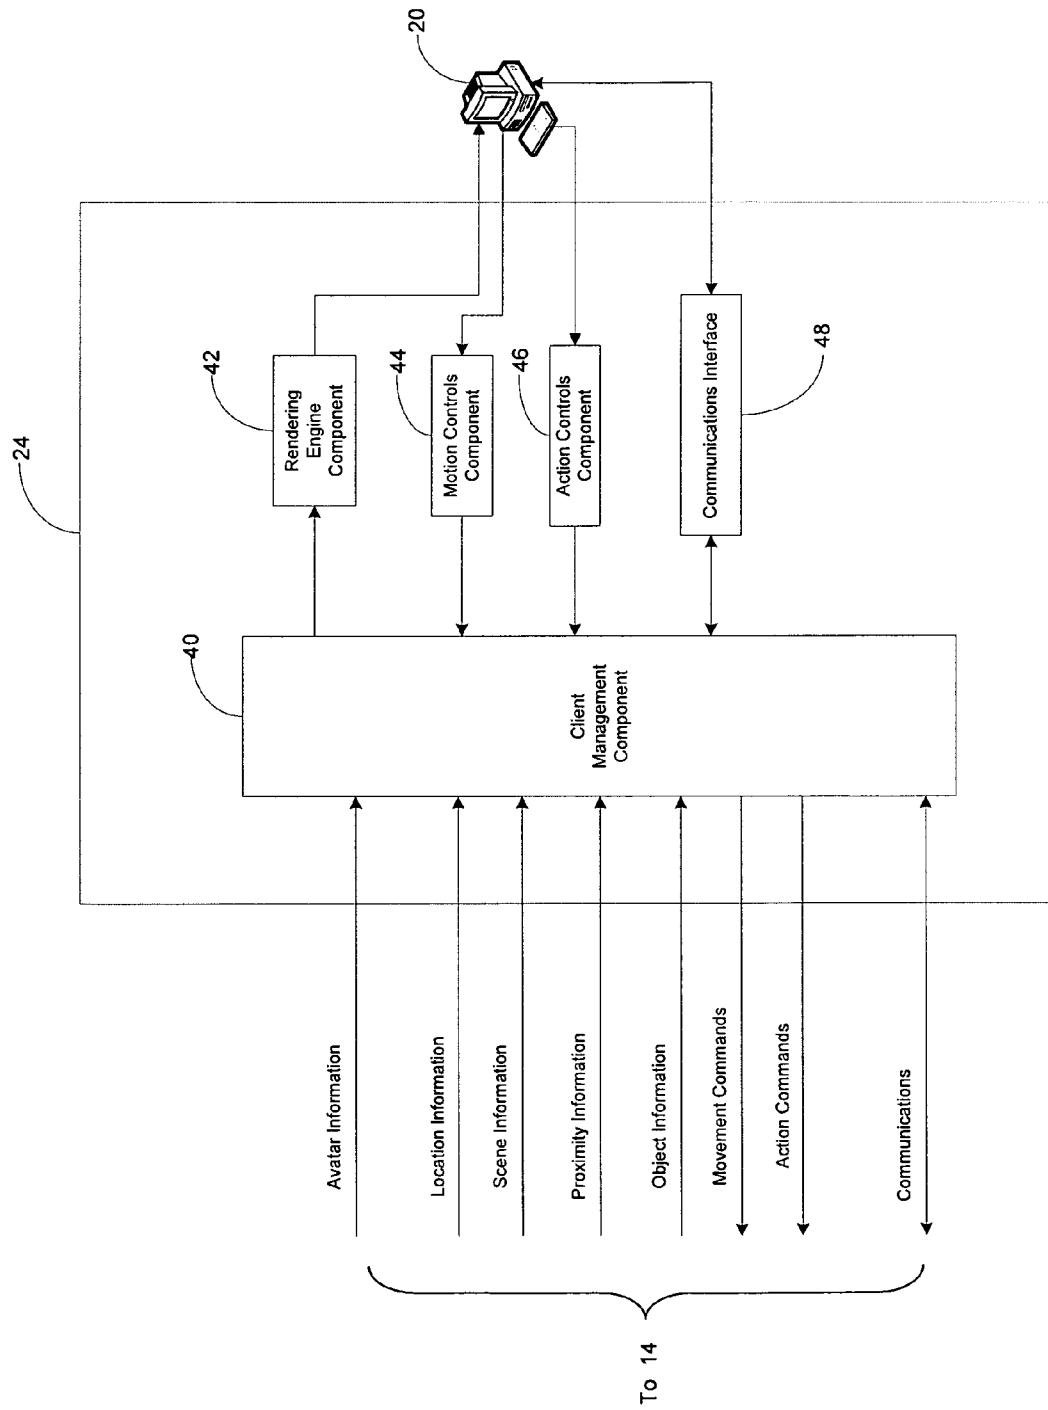 24
20
40
42
Rendering
Engine
Component
44
Motion Controls
Component
46
Action Controls
Component
Communications Interface
48
Client
Management
Component
Avatar Information
Location Information
Scene Information
Proximity Information
Object Information
Movement Commands
Action Commands
Communications
To 14